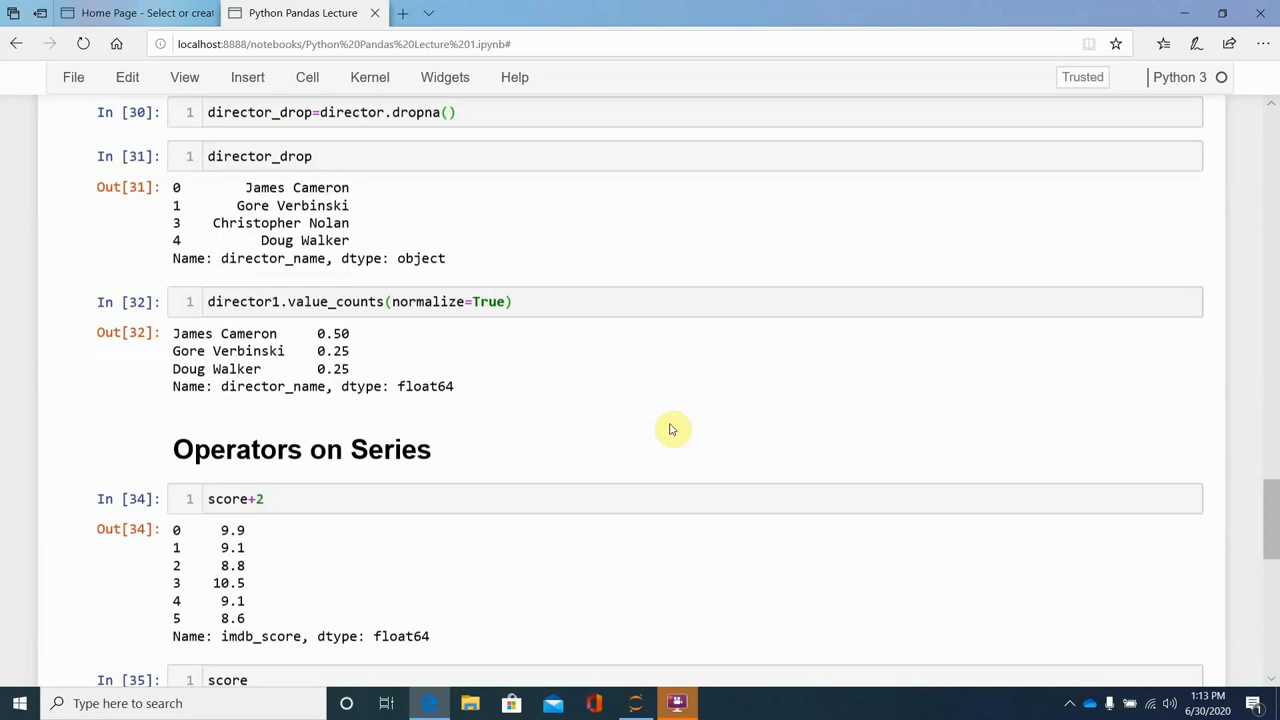 Home Page - Select or creat
Python Pandas Lecture
localhost:8888/notebooks/Python%20Pandas%20Lecture%201.ipynb#
File Edit View Insert Cell Kernel Widgets Help Trusted Python 3
In [30]: 1 director_drop=director.dropna()
In [31]: 1 director_drop
Out[31]: 0 James Cameron
1 Gore Verbinski
3 Christopher Nolan
4 Doug Walker
Name: director_name, dtype: object
In [32]: 1 director1.value_counts(normalize=True)
Out[32]: James Cameron 0.50
Gore Verbinski 0.25
Doug Walker 0.25
Name: director_name, dtype: float64
Operators on Series
In [34]: 1 score+2
Out[34]: 0 9.9
1 9.1
2 8.8
3 10.5
4 9.1
5 8.6
Name: imdb_score, dtype: float64
In [35]: 1 score
Type here to search
1:13 PM
6/30/2020
1